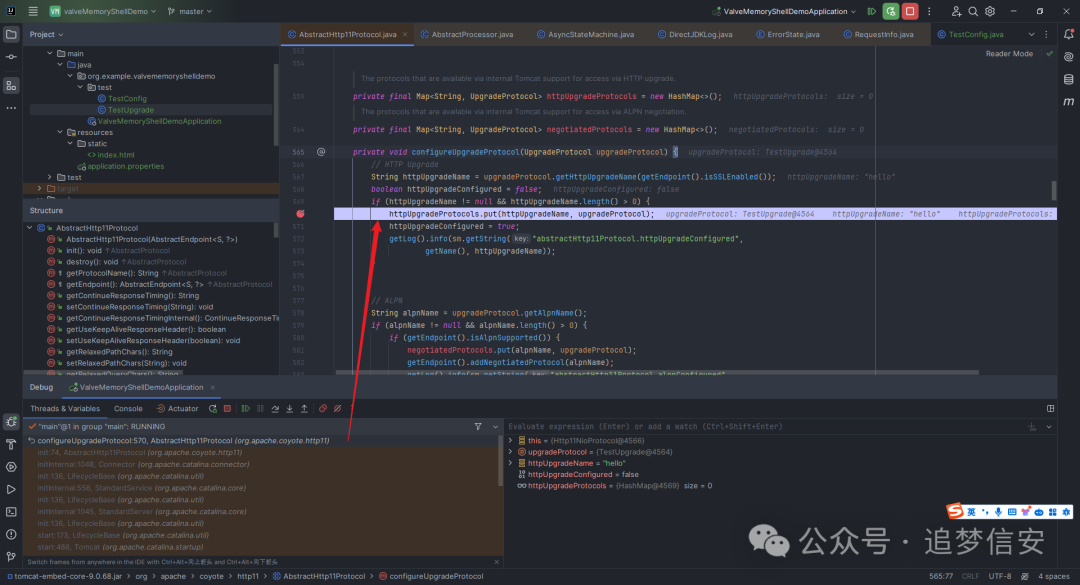 valveMemoryShellDemo
master
ValveMemoryShellDemoApplication
Project
AbstractHttp11Protocol.java
AbstractProcessor.java
AsyncStateMachine.java
DirectJDKLog.java
ErrorState.java
RequestInfo.java
TestConfig.java
Reader Mode
main
java
org.example.valvememoryshelldemo
test
TestConfig
TestUpgrade
ValveMemoryShellDemoApplication
resources
static
index.html
application.properties
test
target
Structure
AbstractHttp11Protocol
AbstractHttp11Protocol(AbstractEndpoint<S, ?>)
init(): void ↑AbstractProtocol
destroy(): void ↑AbstractProtocol
getProtocolName(): String ↑AbstractProtocol
getEndpoint(): AbstractEndpoint<S, ?> ↑AbstractProtocol
getContinueResponseTiming(): String
setContinueResponseTiming(String): void
getContinueResponseTimingInternal(): ContinueResponseTi
getUseKeepAliveResponseHeader(): boolean
setUseKeepAliveResponseHeader(boolean): void
getRelaxedPathChars(): String
setRelaxedPathChars(String): void
getRelaxedQueryChars(): String
553
554
The protocols that are available via internal Tomcat support for access via HTTP upgrade.
559 private final Map<String, UpgradeProtocol> httpUpgradeProtocols = new HashMap<>(); httpUpgradeProtocols: size = 0
The protocols that are available via internal Tomcat support for access via ALPN negotiation.
564 private final Map<String, UpgradeProtocol> negotiatedProtocols = new HashMap<>(); negotiatedProtocols: size = 0
565 @ private void configureUpgradeProtocol(UpgradeProtocol upgradeProtocol) { upgradeProtocol: TestUpgrade@4564
566 // HTTP Upgrade
567 String httpUpgradeName = upgradeProtocol.getHttpUpgradeName(getEndpoint().isSSLEnabled()); httpUpgradeName: "hello"
568 boolean httpUpgradeConfigured = false; httpUpgradeConfigured: false
569 if (httpUpgradeName != null && httpUpgradeName.length() > 0) {
httpUpgradeProtocols.put(httpUpgradeName, upgradeProtocol); upgradeProtocol: TestUpgrade@4564 httpUpgradeName: "hello" httpUpgradeProtocols:
571 httpUpgradeConfigured = true;
572 getLog().info(sm.getString( key: "abstractHttp11Protocol.httpUpgradeConfigured",
573 getName(), httpUpgradeName));
574 }
575
576
577 // ALPN
578 String alpnName = upgradeProtocol.getAlpnName();
579 if (alpnName != null && alpnName.length() > 0) {
580 if (getEndpoint().isAlpnSupported()) {
581 negotiatedProtocols.put(alpnName, upgradeProtocol);
582 getEndpoint().addNegotiatedProtocol(alpnName);
getLog().info(sm.getString( key: "abstractHttp11Protocol.alpnConfigured",
Debug
ValveMemoryShellDemoApplication
Threads & Variables
Console
Actuator
"main"@1 in group "main": RUNNING
configureUpgradeProtocol:570, AbstractHttp11Protocol (org.apache.coyote.http11)
init:74, AbstractHttp11Protocol (org.apache.coyote.http11)
initInternal:1048, Connector (org.apache.catalina.connector)
init:136, LifecycleBase (org.apache.catalina.util)
initInternal:556, StandardService (org.apache.catalina.core)
init:136, LifecycleBase (org.apache.catalina.util)
initInternal:1045, StandardServer (org.apache.catalina.core)
init:136, LifecycleBase (org.apache.catalina.util)
start:173, LifecycleBase (org.apache.catalina.util)
start:486, Tomcat (org.apache.catalina.startup)
Switch frames from anywhere in the IDE with Ctrl+Alt+向上箭头 and Ctrl+Alt+向下箭头
Evaluate expression (Enter) or add a watch (Ctrl+Shift+Enter)
this = {Http11NioProtocol@4566}
upgradeProtocol = {TestUpgrade@4564}
httpUpgradeName = "hello"
httpUpgradeConfigured = false
httpUpgradeProtocols = {HashMap@4569} size = 0
英
公众号 · 追梦信安
tomcat-embed-core-9.0.68.jar > org > apache > coyote > http11 > AbstractHttp11Protocol > configureUpgradeProtocol
565:77 CRLF UTF-8 4 spaces